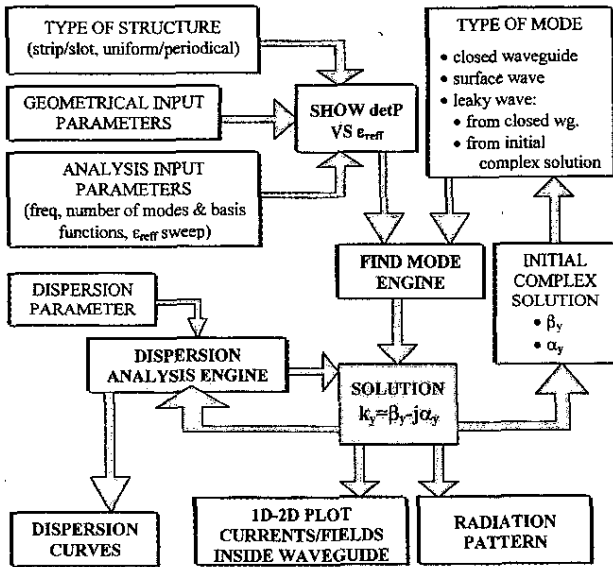 TYPE OF STRUCTURE
(strip/slot, uniform/periodical)
GEOMETRICAL INPUT
PARAMETERS
ANALYSIS INPUT
PARAMETERS
(freq, number of modes & basis
functions, εreff sweep)
SHOW detP
VS εreff
TYPE OF MODE
• closed waveguide
• surface wave
• leaky wave:
• from closed wg.
• from initial
complex solution
FIND MODE
ENGINE
INITIAL
COMPLEX
SOLUTION
• βy
• αy
DISPERSION
PARAMETER
DISPERSION
ANALYSIS ENGINE
SOLUTION
ky=βy-jαy
DISPERSION
CURVES
1D-2D PLOT
CURRENTS/FIELDS
INSIDE WAVEGUIDE
RADIATION
PATTERN